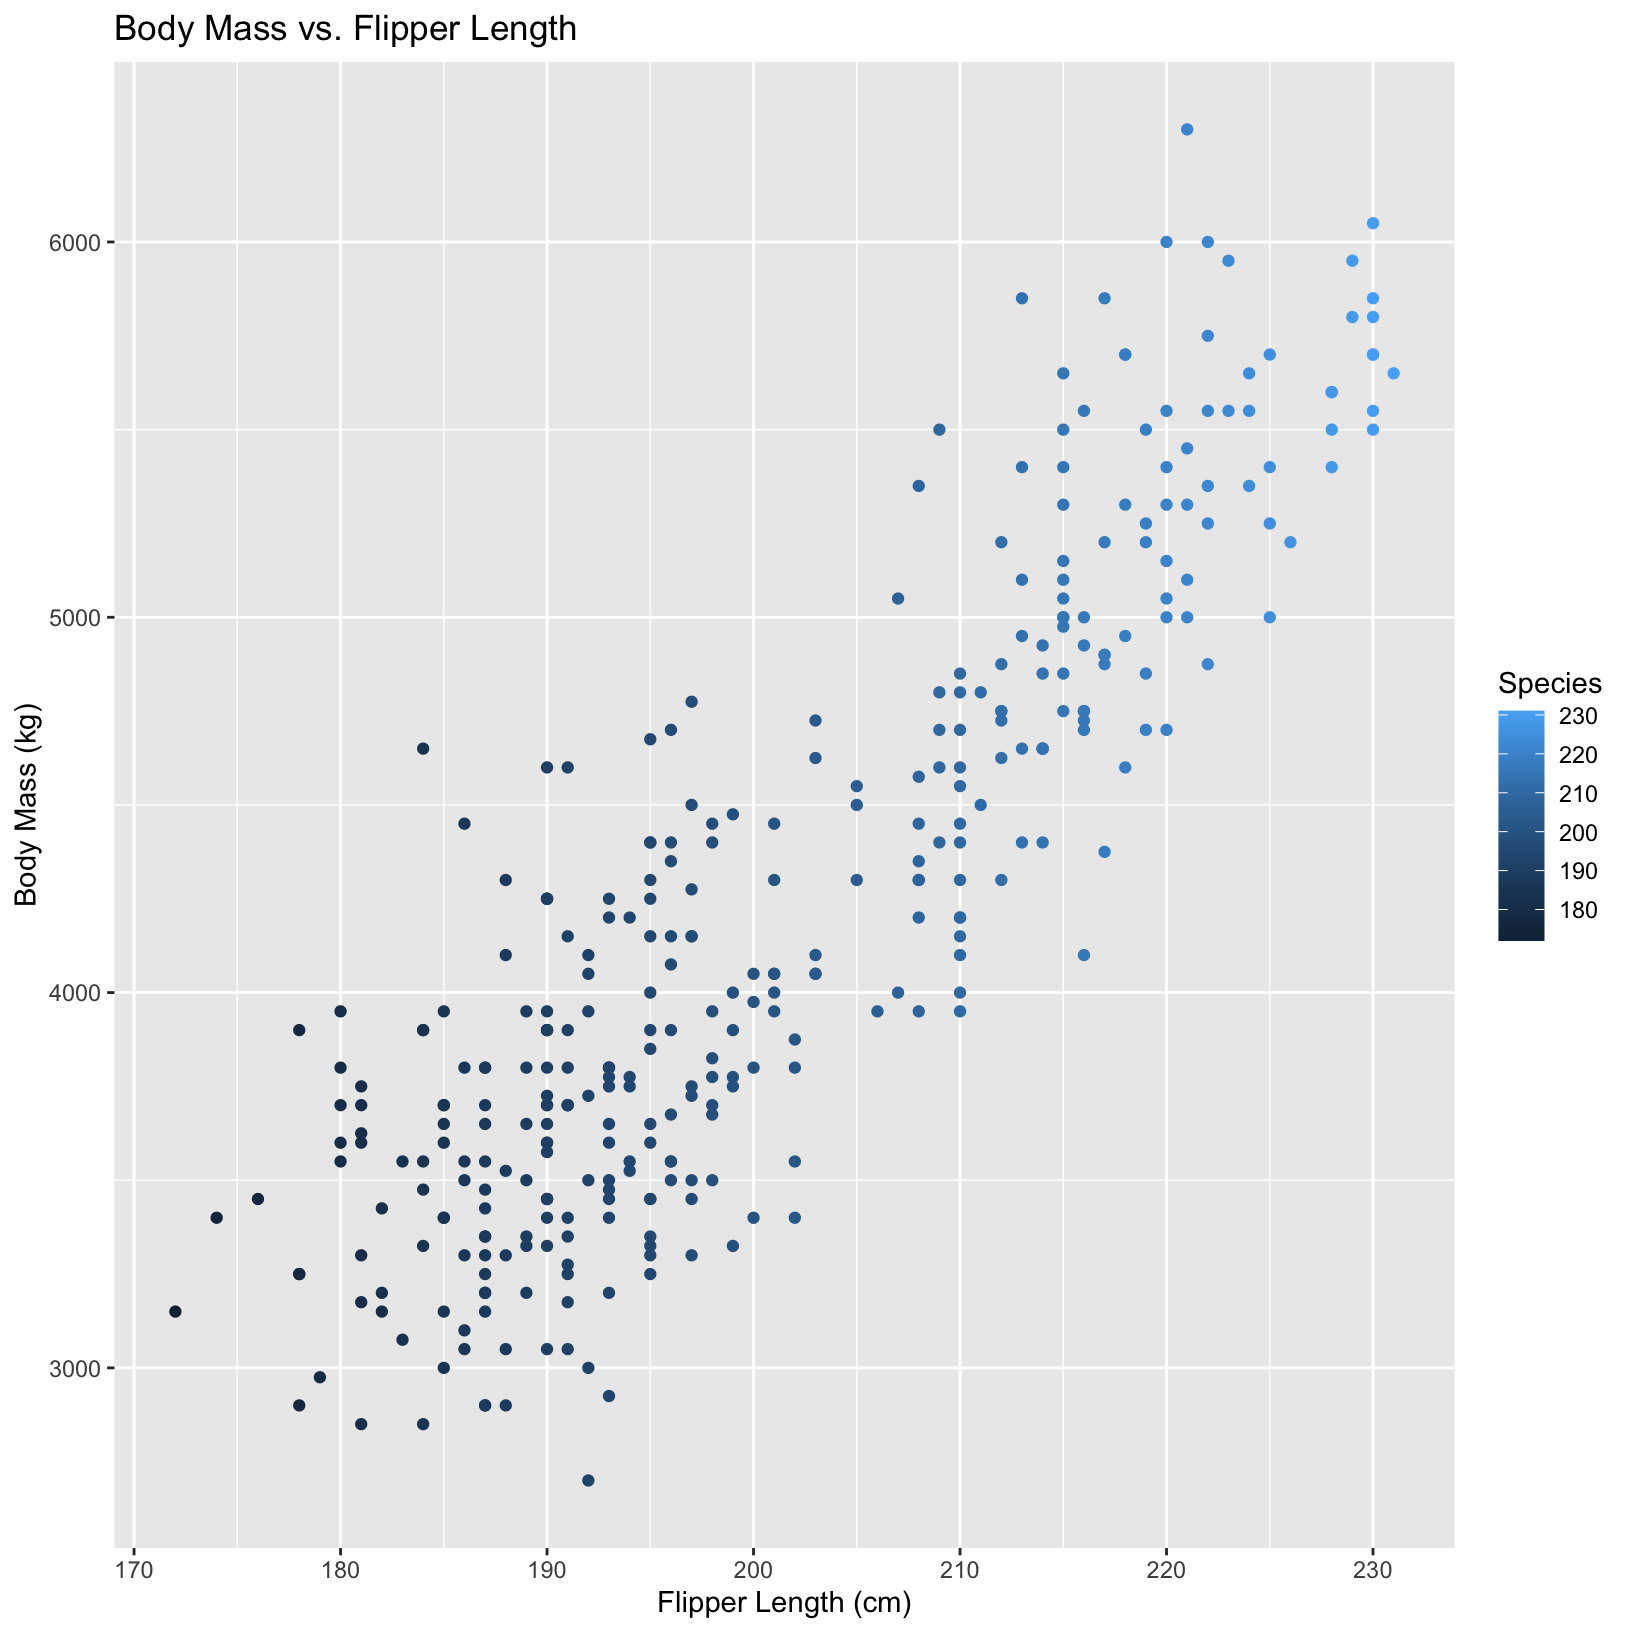 Body Mass vs. Flipper Length
6000
5000
4000
3000
Body Mass (kg)
170 180 190 200 210 220 230
Flipper Length (cm)
Species
230
220
210
200
190
180